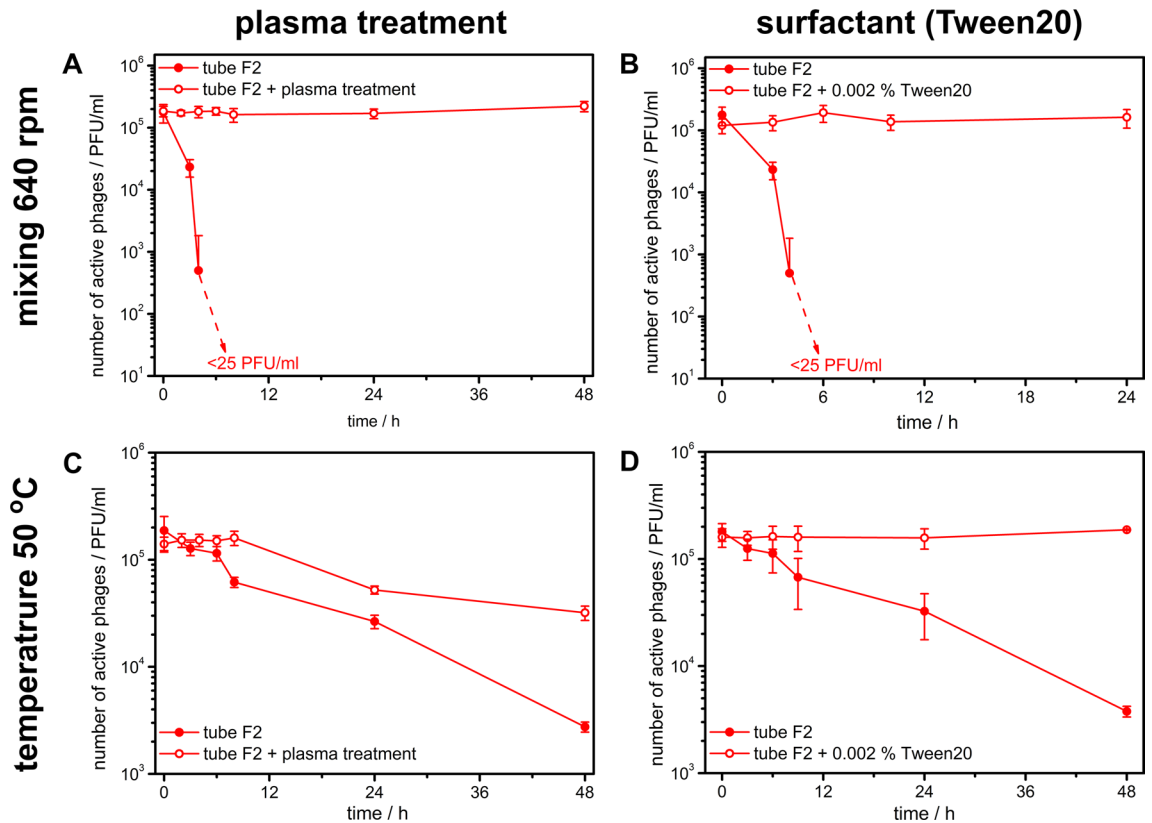 plasma treatment
surfactant (Tween20)
mixing 640 rpm
A
tube F2
tube F2 + plasma treatment
number of active phages / PFU/ml
10⁶
10⁵
10⁴
10³
10²
10¹
<25 PFU/ml
0 12 24 36 48
time / h
B
tube F2
tube F2 + 0.002 % Tween20
number of active phages / PFU/ml
10⁶
10⁵
10⁴
10³
10²
10¹
<25 PFU/ml
0 6 12 18 24
time / h
temperatrure 50 ºC
C
number of active phages / PFU/ml
10⁶
10⁵
10⁴
10³
tube F2
tube F2 + plasma treatment
0 12 24 36 48
time / h
D
number of active phages / PFU/ml
10⁶
10⁵
10⁴
10³
tube F2
tube F2 + 0.002 % Tween20
0 12 24 36 48
time / h